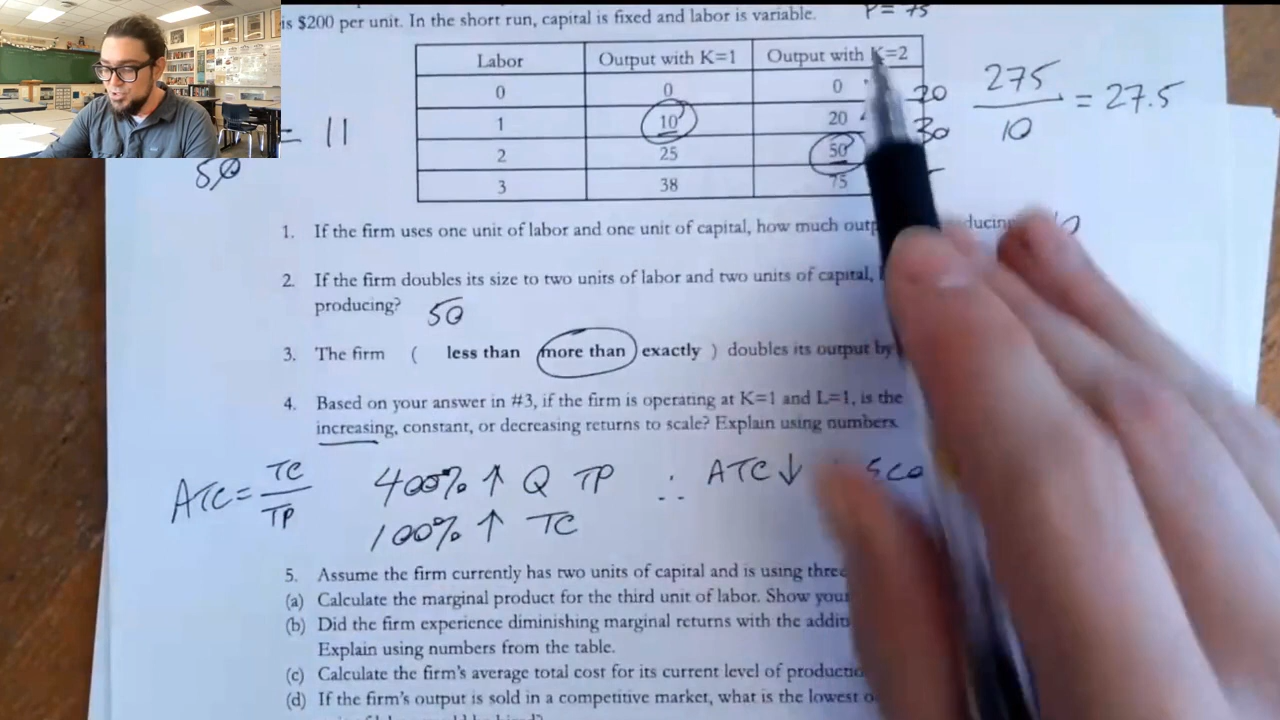 is $200 per unit. In the short run, capital is fixed and labor is variable.
P= 75
Labor Output with K=1 Output with K=2
0 0 0
1 10 20
2 25 50
3 38 75
20
30
275
10
= 27.5
= 11
50
1. If the firm uses one unit of labor and one unit of capital, how much
2. If the firm doubles its size to two units of labor and two units of capital,
producing? 50
3. The firm ( less than more than exactly ) doubles its output by
4. Based on your answer in #3, if the firm is operating at K=1 and L=1, is the
increasing, constant, or decreasing returns to scale? Explain using numbers.
ATC = TC
TP
400% ↑ Q TP ∴ ATC↓
100% ↑ TC
5. Assume the firm currently has two units of capital and is using three
(a) Calculate the marginal product for the third unit of labor. Show your
(b) Did the firm experience diminishing marginal returns with the
Explain using numbers from the table.
(c) Calculate the firm's average total cost for its current level of
(d) If the firm's output is sold in a competitive market, what is the lowest